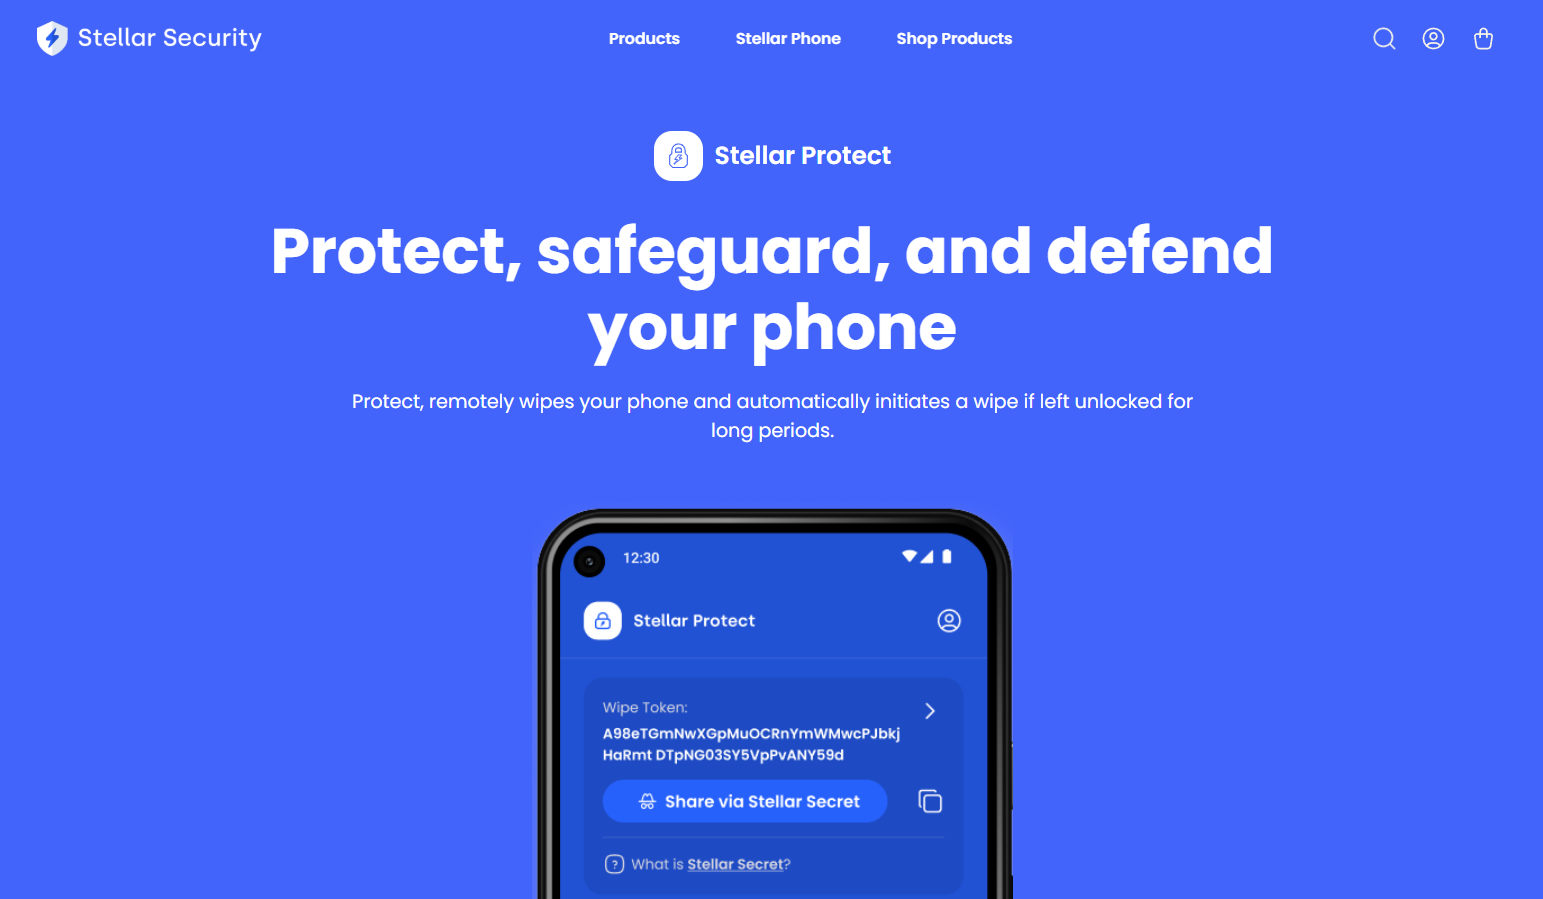 Stellar Security
Products
Stellar Phone
Shop Products
Stellar Protect
Protect, safeguard, and defend
your phone
Protect, remotely wipes your phone and automatically initiates a wipe if left unlocked for
long periods.
12:30
Stellar Protect
Wipe Token:
A98eTGmNwXGpMuOCRnYmWMwcPJbkj
HaRmt DTpNG03SY5VpPvANY59d
Share via Stellar Secret
? What is Stellar Secret?